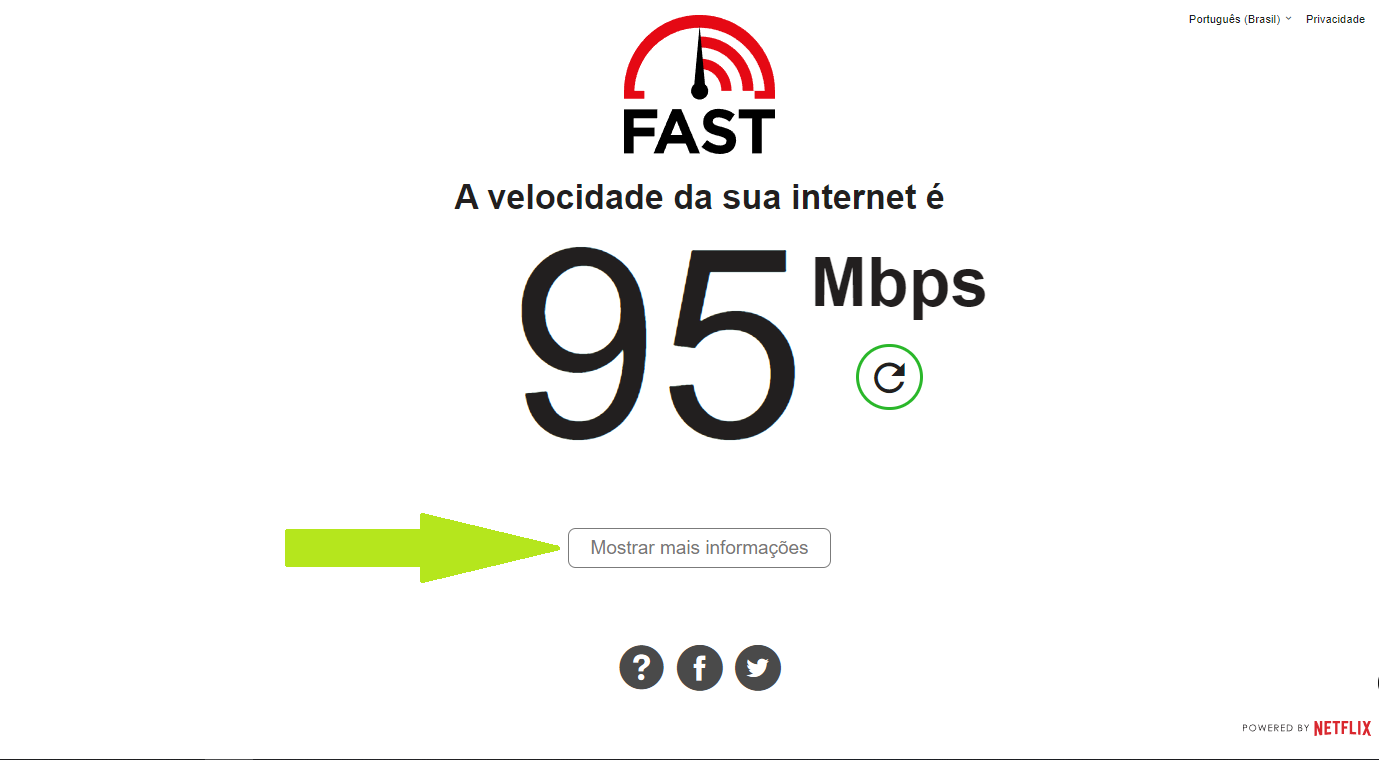 Português (Brasil) Privacidade
FAST
A velocidade da sua internet é
95 Mbps
Mostrar mais informações
?
f
POWERED BY NETFLIX